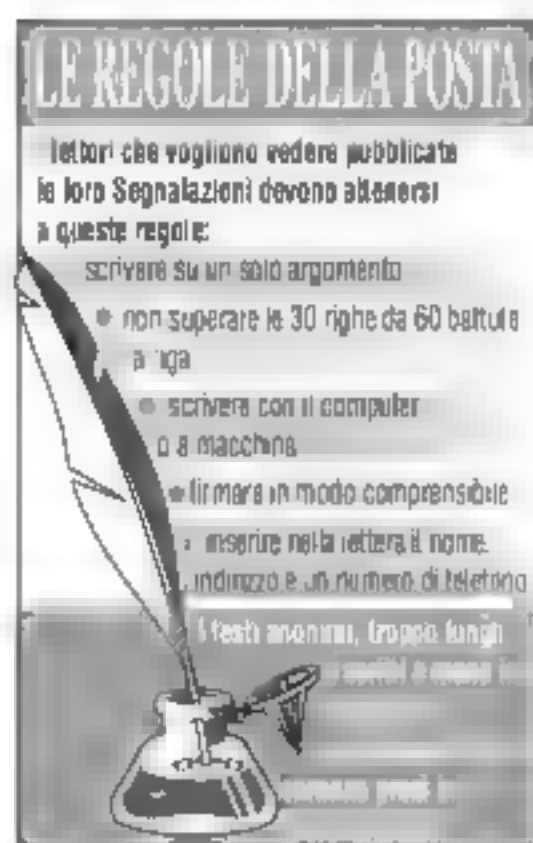 LE REGOLE DELLA POSTA
lettori che vogliono vedere pubblicate
le loro Segnalazioni devono attenersi
a queste regole:
scrivere su un solo argomento
non superare le 30 righe da 60 battute
a riga
scrivere con il computer
o a macchina
firmare in modo comprensibile
inserire nella lettera il nome,
indirizzo e un numero di telefono
I testi anonimi, troppo lunghi